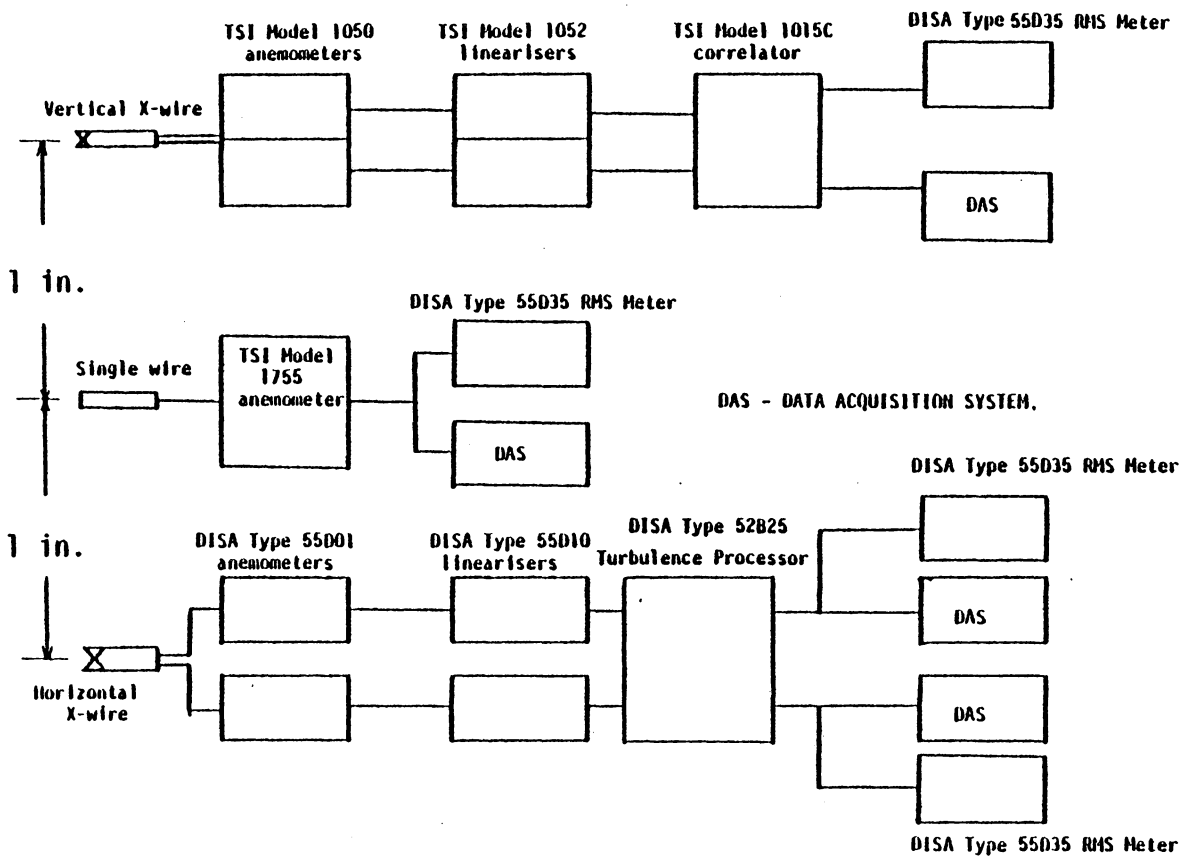 DISA Type 55D35 RMS Meter
TSI Model 1050
anemometers
TSI Model 1052
linearisers
TSI Model 1015C
correlator
Vertical X-wire
DAS
1 in.
DISA Type 55D35 RMS Meter
Single wire
TSI Model
1755
anemometer
DAS
DAS - DATA ACQUISITION SYSTEM.
DISA Type 55D35 RMS Meter
1 in.
DISA Type 55D01
anemometers
DISA Type 55D10
linearisers
DISA Type 52B25
Turbulence Processor
DAS
Horizontal
X-wire
DAS
DISA Type 55D35 RMS Meter